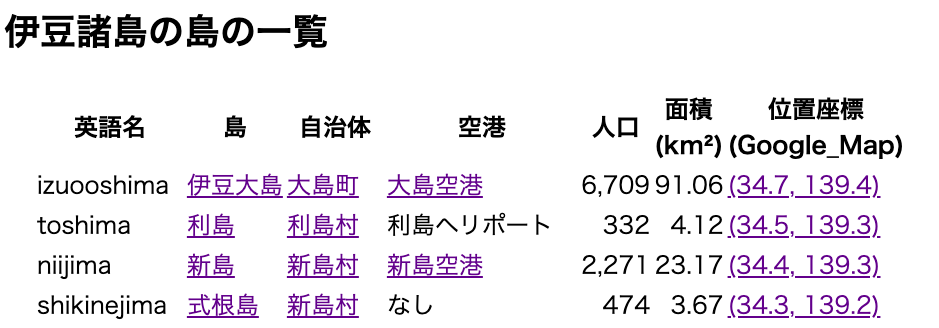 伊豆諸島の島の一覧
英語名 島 自治体 空港 人口 面積 (km²) 位置座標 (Google_Map)
izuooshima 伊豆大島 大島町 大島空港 6,709 91.06 (34.7, 139.4)
toshima 利島 利島村 利島ヘリポート 332 4.12 (34.5, 139.3)
niijima 新島 新島村 新島空港 2,271 23.17 (34.4, 139.3)
shikinejima 式根島 新島村 なし 474 3.67 (34.3, 139.2)